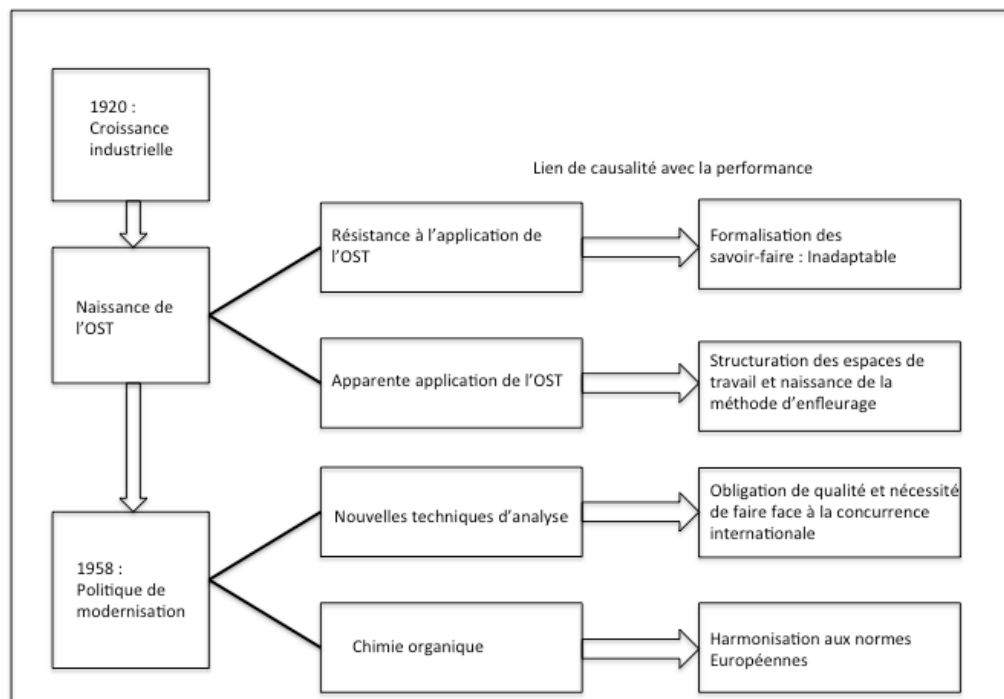 1920 :
Croissance
industrielle
Lien de causalité avec la performance
Résistance à l'application de
l'OST
Formalisation des
savoir-faire : Inadaptable
Naissance de
l'OST
Apparente application de l'OST
Structuration des espaces de
travail et naissance de la
méthode d'enfleurage
Nouvelles techniques d'analyse
Obligation de qualité et nécessité
de faire face à la concurrence
internationale
1958 :
Politique de
modernisation
Chimie organique
Harmonisation aux normes
Européennes